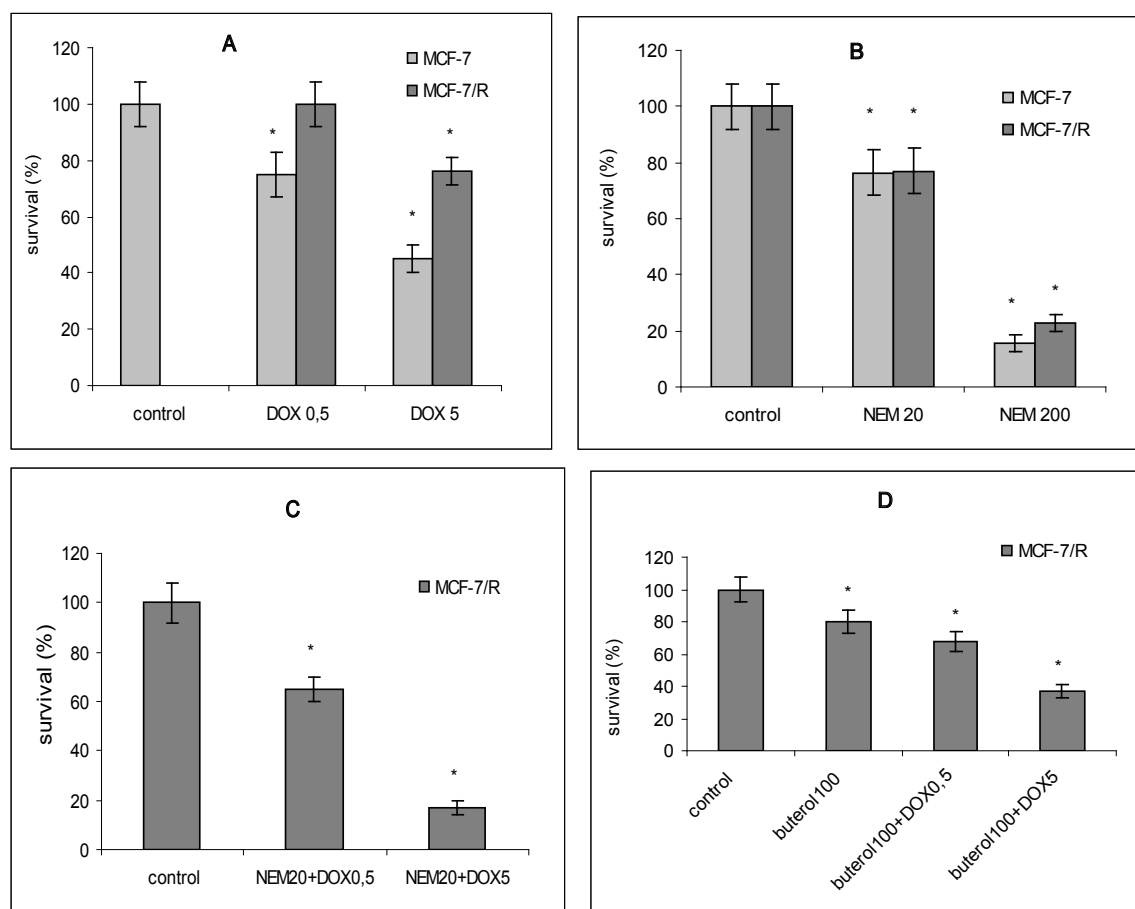 A
MCF-7
MCF-7/R
survival (%)
120
100
80
60
40
20
0
control
DOX 0,5
DOX 5
*
*
*
B
MCF-7
MCF-7/R
survival (%)
120
100
80
60
40
20
0
control
NEM 20
NEM 200
*
*
*
*
C
MCF-7/R
survival (%)
120
100
80
60
40
20
0
control
NEM20+DOX0,5
NEM20+DOX5
*
*
D
MCF-7/R
survival (%)
120
100
80
60
40
20
0
control
buterol100
buterol100+DOX0,5
buterol100+DOX5
*
*
*